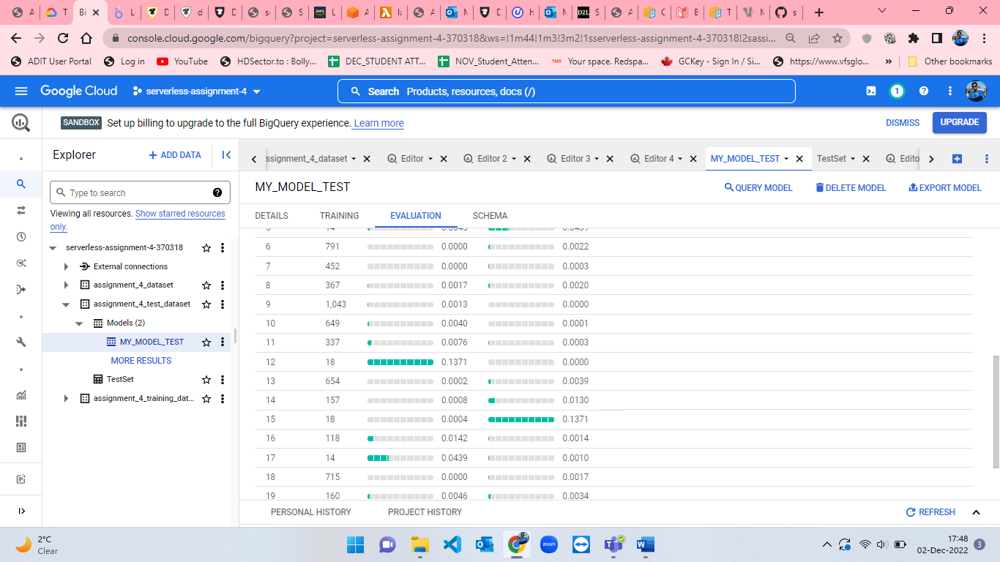 A
T
Bi
L
D
d
D
se
S
L
A
la
A
M
D
h
M
S
A
C
B
T
M
s
console.cloud.google.com/bigquery?project=serverless-assignment-4-370318&ws=!1m44!1m3!3m2!1sserverless-assignment-4-370318!2sassi...
ADIT User Portal
Log in
YouTube
HDSector.to : Bolly...
DEC_STUDENT ATT...
NOV_Student_Atten...
TMS Your space. Redspa...
GCKey - Sign In / Si...
https://www.vfsglo...
»
Other bookmarks
Google Cloud
serverless-assignment-4
Search Products, resources, docs (/)
1
SANDBOX Set up billing to upgrade to the full BigQuery experience. Learn more
DISMISS
UPGRADE
Explorer
+ ADD DATA
Type to search
Viewing all resources. Show starred resources
only.
serverless-assignment-4-370318
External connections
assignment_4_dataset
assignment_4_test_dataset
Models (2)
MY_MODEL_TEST
MORE RESULTS
TestSet
assignment_4_training_dat...
ssignment_4_dataset
Editor
Editor 2
Editor 3
Editor 4
MY_MODEL_TEST
TestSet
Edito
MY_MODEL_TEST
QUERY MODEL
DELETE MODEL
EXPORT MODEL
DETAILS
TRAINING
EVALUATION
SCHEMA
5 14 0.0045 0.0439
6 791 0.0000 0.0022
7 452 0.0000 0.0003
8 367 0.0017 0.0020
9 1,043 0.0013 0.0000
10 649 0.0040 0.0001
11 337 0.0076 0.0003
12 18 0.1371 0.0000
13 654 0.0002 0.0039
14 157 0.0008 0.0130
15 18 0.0004 0.1371
16 118 0.0142 0.0014
17 14 0.0439 0.0010
18 715 0.0000 0.0017
19 160 0.0046 0.0034
PERSONAL HISTORY
PROJECT HISTORY
REFRESH
2°C
Clear
zoom
17:48
02-Dec-2022
3